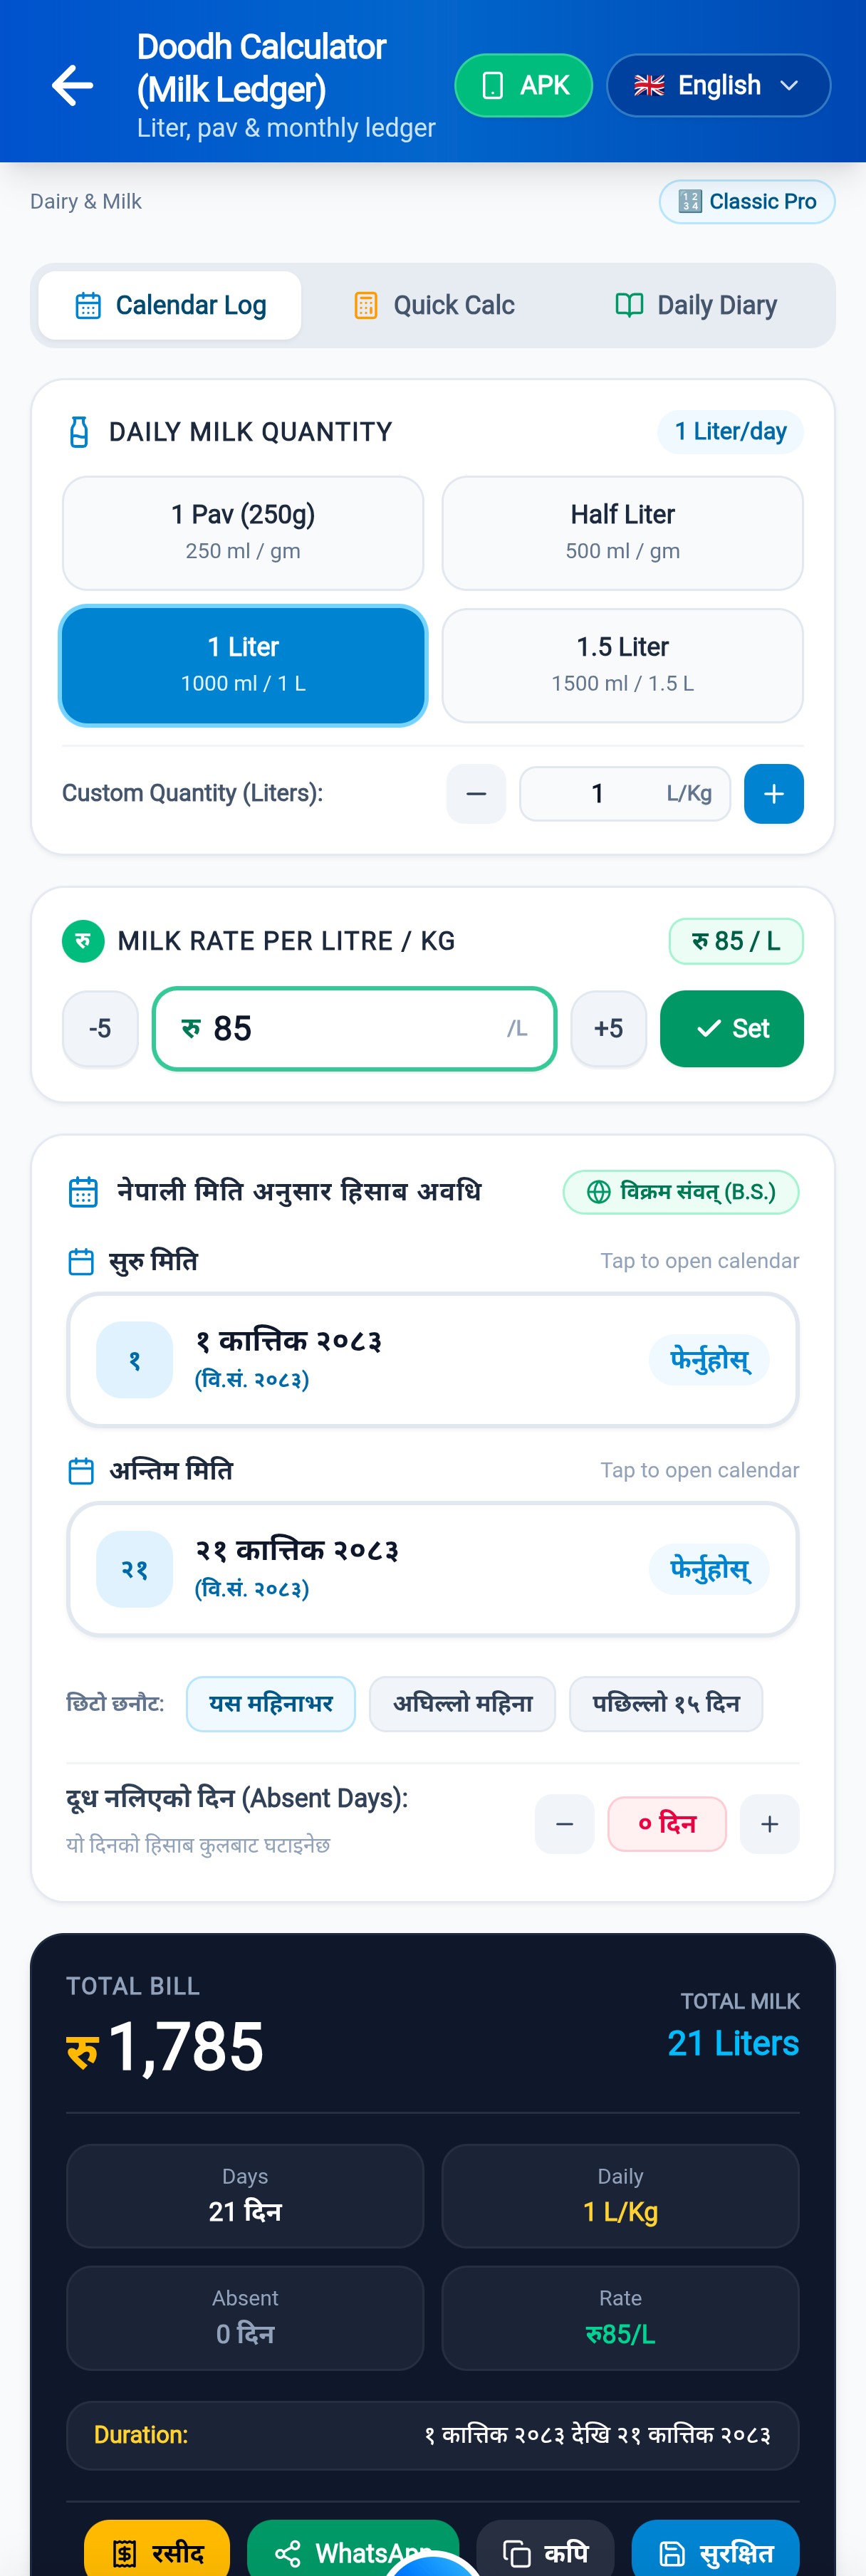 Doodh Calculator
(Milk Ledger)
Liter, pav & monthly ledger
APK
English
Dairy & Milk
Classic Pro
Calendar Log
Quick Calc
Daily Diary
DAILY MILK QUANTITY
1 Liter/day
1 Pav (250g)
250 ml / gm
Half Liter
500 ml / gm
1 Liter
1000 ml / 1 L
1.5 Liter
1500 ml / 1.5 L
Custom Quantity (Liters):
−
1
L/Kg
+
रु
MILK RATE PER LITRE / KG
रु 85 / L
-5
रु 85
/L
+5
Set
नेपाली मिति अनुसार हिसाब अवधि
विक्रम संवत् (B.S.)
सुरु मिति
Tap to open calendar
१
१ कात्तिक २०८३
(वि.सं. २०८३)
फेर्नुहोस्
अन्तिम मिति
Tap to open calendar
२१
२१ कात्तिक २०८३
(वि.सं. २०८३)
फेर्नुहोस्
छिटो छनौट:
यस महिनाभर
अघिल्लो महिना
पछिल्लो १५ दिन
दूध नलिएको दिन (Absent Days):
यो दिनको हिसाब कुलबाट घटाइनेछ
−
० दिन
+
TOTAL BILL
रु 1,785
TOTAL MILK
21 Liters
Days
21 दिन
Daily
1 L/Kg
Absent
0 दिन
Rate
रु85/L
Duration:
१ कात्तिक २०८३ देखि २१ कात्तिक २०८३
रसीद
WhatsApp
कपि
सुरक्षित